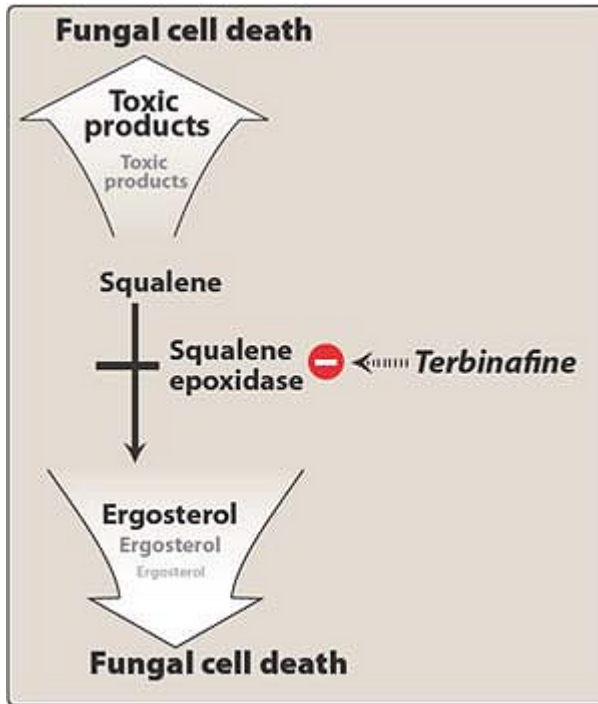 Fungal cell death
Toxic
products
Toxic
products
Squalene
Squalene
epoxidase
Terbinafine
Ergosterol
Ergosterol
Ergosterol
Fungal cell death